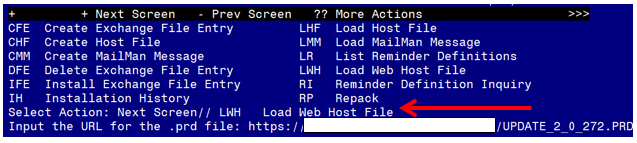 + + Next Screen - Prev Screen ?? More Actions >>>
CFE Create Exchange File Entry LHF Load Host File
CHF Create Host File LMM Load MailMan Message
CMM Create MailMan Message LR List Reminder Definitions
DFE Delete Exchange File Entry LWH Load Web Host File
IFE Install Exchange File Entry RI Reminder Definition Inquiry
IH Installation History RP Repack
Select Action: Next Screen// LWH Load Web Host File
Input the URL for the .prd file: https:// /UPDATE_2_0_272.PRD